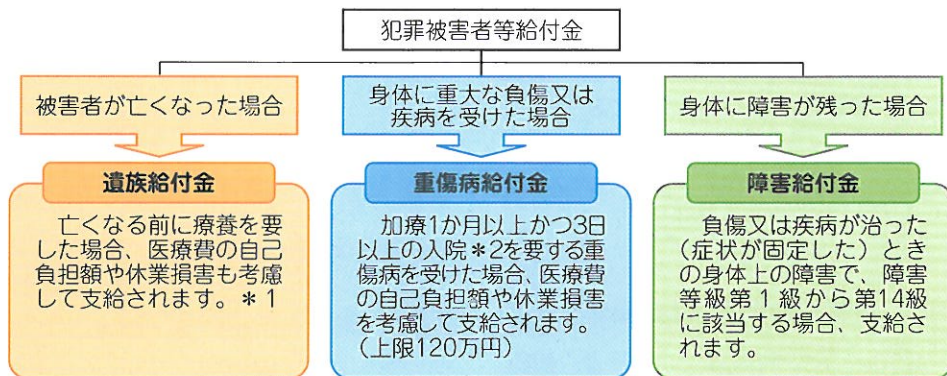 犯罪被害者等給付金
被害者が亡くなった場合
身体に重大な負傷又は
疾病を受けた場合
身体に障害が残った場合
遺族給付金
亡くなる前に療養を要
した場合、医療費の自己
負担額や休業損害も考慮
して支給されます。＊1
重傷病給付金
加療1か月以上かつ3日
以上の入院＊2を要する重
傷病を受けた場合、医療費
の自己負担額や休業損害
を考慮して支給されます。
（上限120万円）
障害給付金
負傷又は疾病が治った
（症状が固定した）とき
の身体上の障害で、障害
等級第1級から第14級
に該当する場合、支給さ
れます。